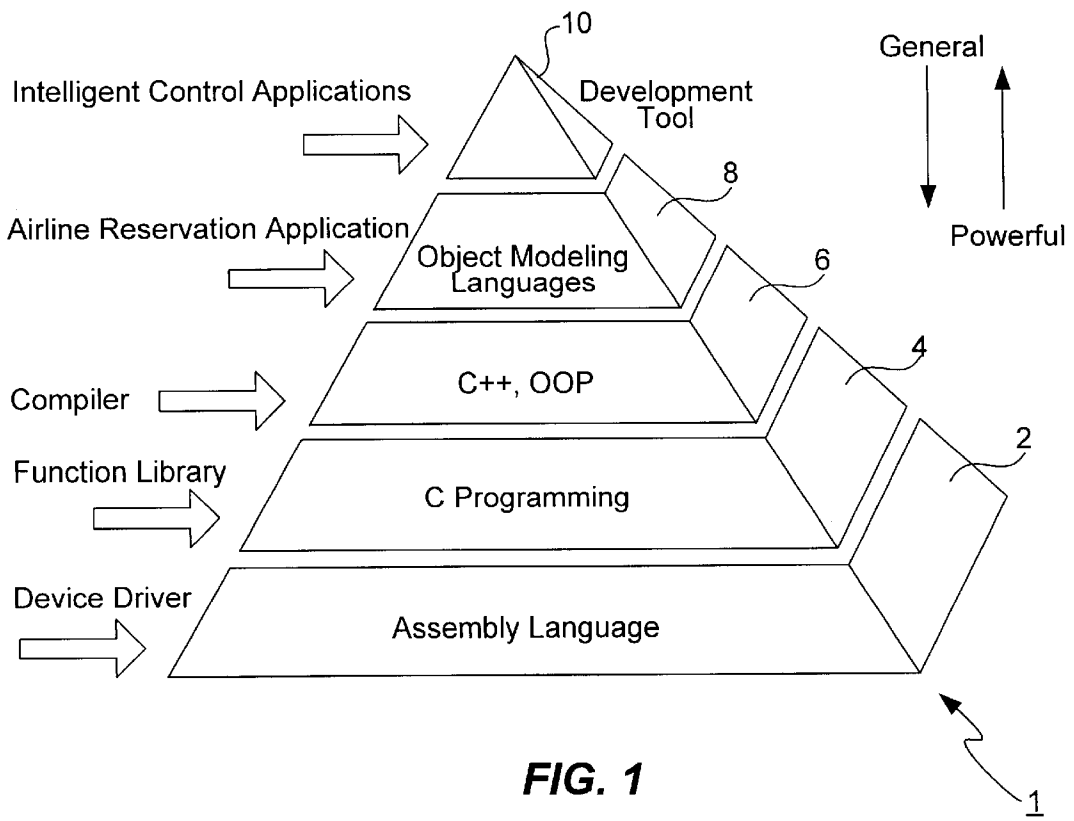 10
General
Intelligent Control Applications
Development
Tool
8
Powerful
Airline Reservation Application
Object Modeling
Languages
6
4
Compiler
C++, OOP
2
Function Library
C Programming
Device Driver
Assembly Language
FIG. 1
1